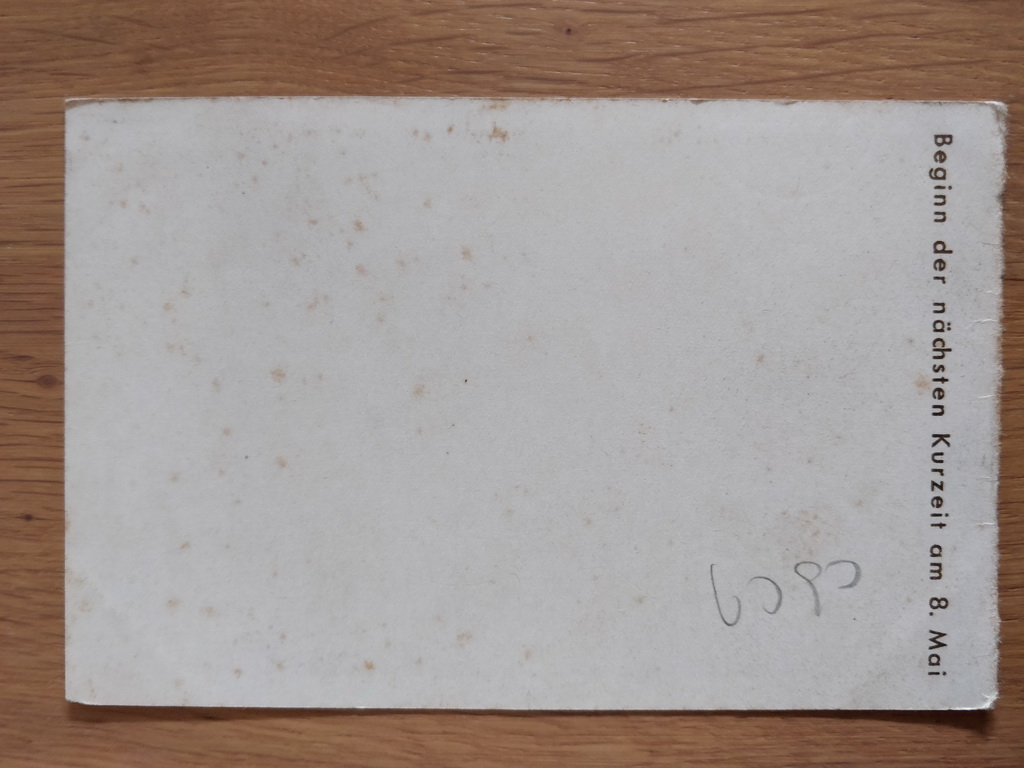 Beginn der nächsten Kurzeit am 8. Mai